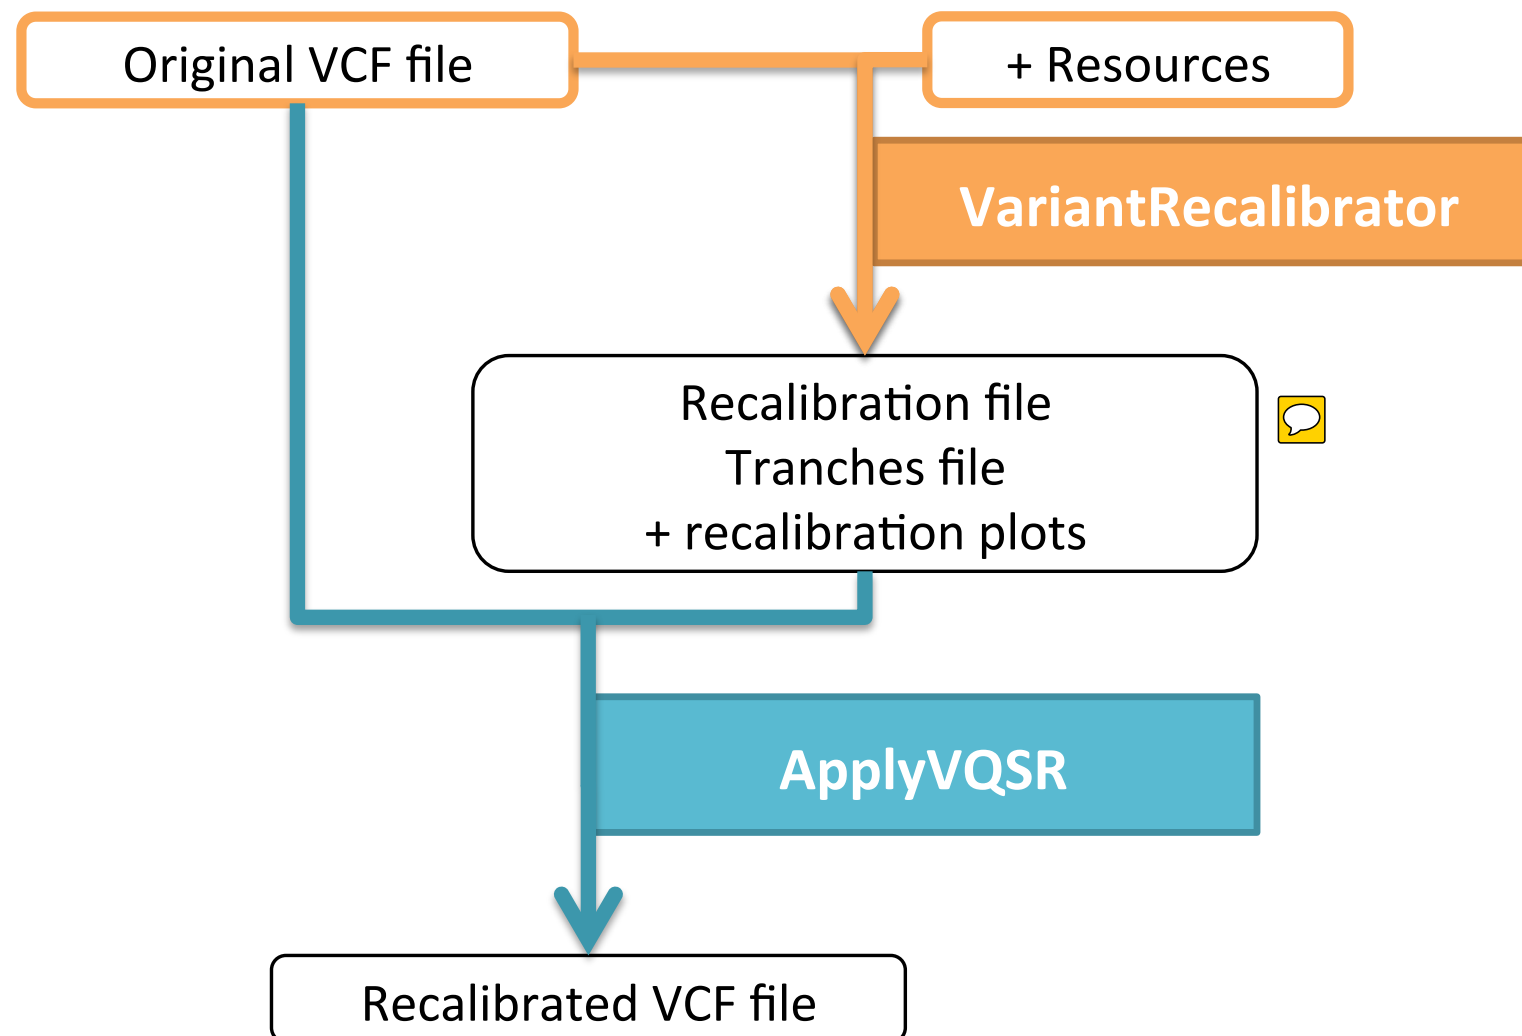 Original VCF file
+ Resources
VariantRecalibrator
Recalibration file
Tranches file
+ recalibration plots
ApplyVQSR
Recalibrated VCF file